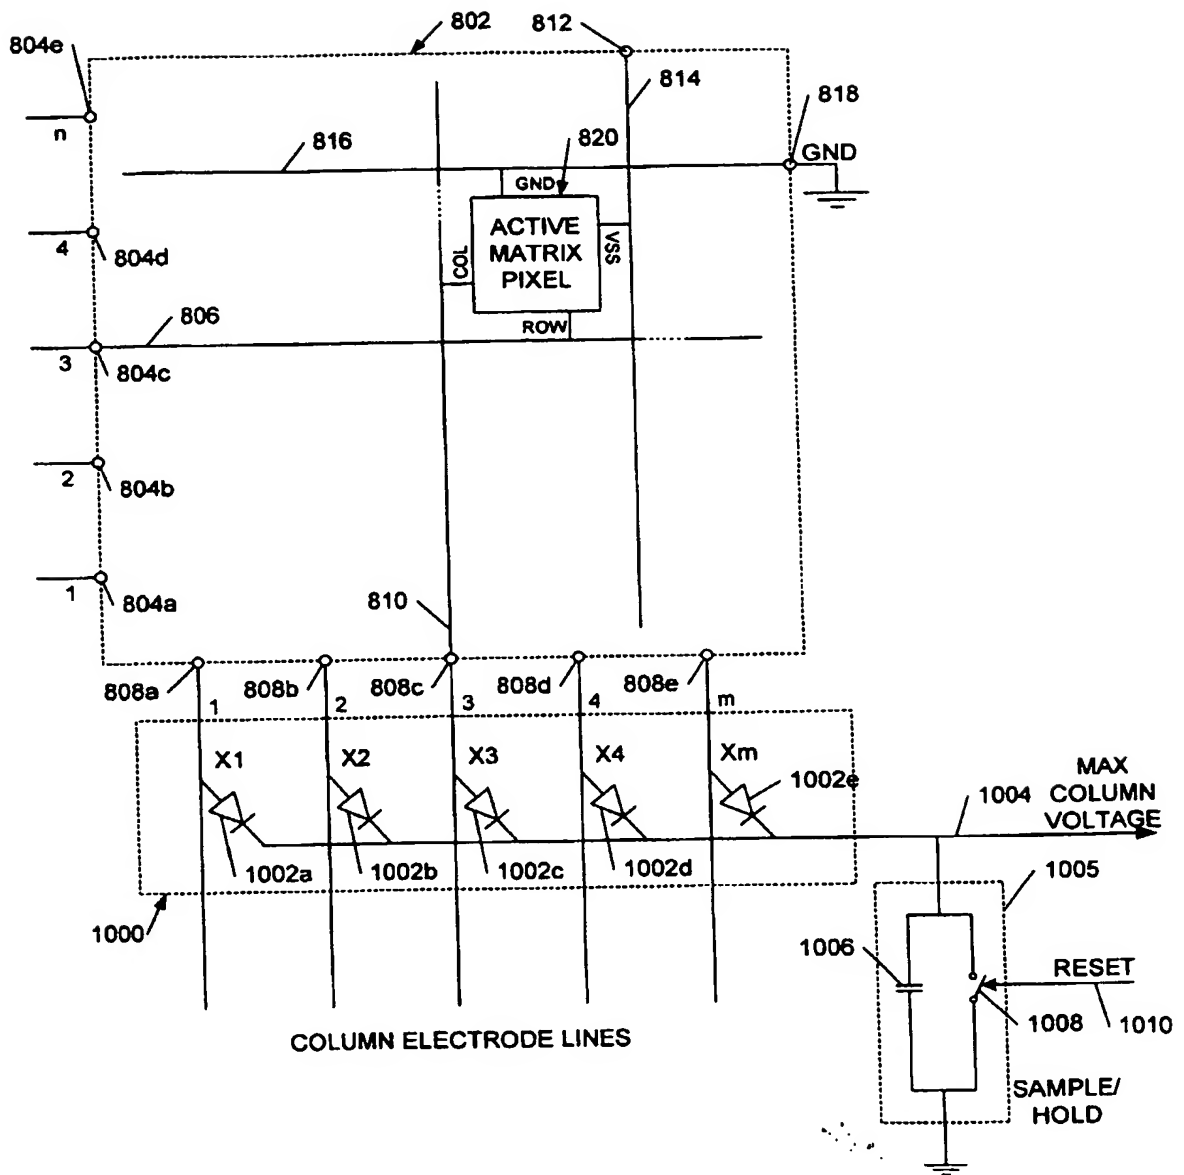 802
812
804e
814
818
n
816
820
GND
GND
ACTIVE
MATRIX
PIXEL
COL
VSS
4
804d
806
ROW
3
804c
2
804b
1
804a
810
808a
808b
808c
808d
808e
1
2
3
4
m
X1
X2
X3
X4
Xm
1002e
1004
MAX
COLUMN
VOLTAGE
1002a
1002b
1002c
1002d
1000
1005
1006
RESET
1008
1010
COLUMN ELECTRODE LINES
SAMPLE/
HOLD